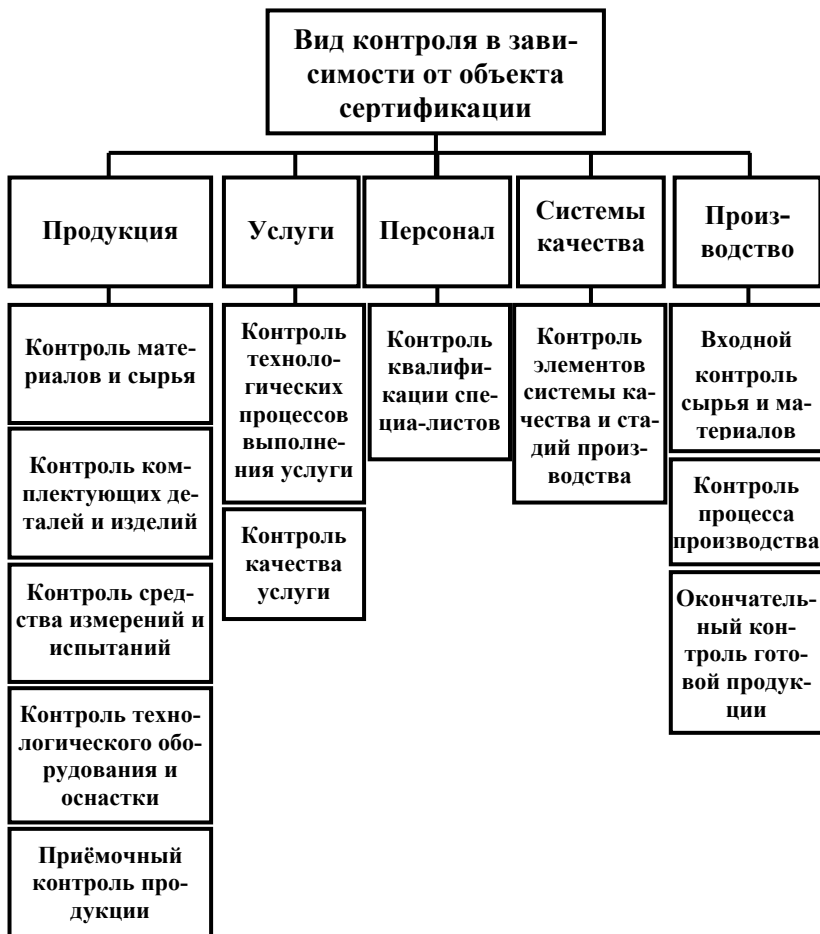 Вид контроля в зави-
симости от объекта
сертификации
Продукция
Услуги
Персонал
Системы
качества
Произ-
водство
Контроль мате-
риалов и сырья
Контроль ком-
плектующих де-
талей и изделий
Контроль сред-
ства измерений и
испытаний
Контроль техно-
логического обо-
рудования и
оснастки
Приёмочный
контроль про-
дукции
Контроль
техноло-
гических
процессов
выполне-
ния услуги
Контроль
качества
услуги
Контроль
квалифи-
кации спе-
циа-листов
Контроль
элементов
системы ка-
чества и ста-
дий произ-
водства
Входной
контроль
сырья и ма-
териалов
Контроль
процесса
производства
Окончатель-
ный кон-
троль гото-
вой продук-
ции